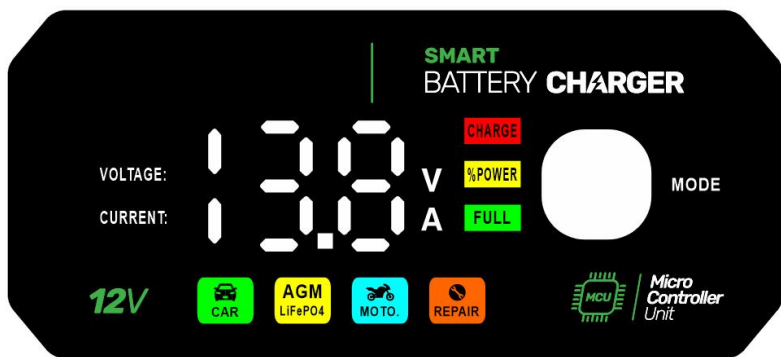 SMART
BATTERY CHARGER
CHARGE
VOLTAGE:
13.8
V
%POWER
MODE
CURRENT:
A
FULL
12V
CAR
AGM
LiFePO4
MOTO.
REPAIR
MCU
Micro
Controller
Unit